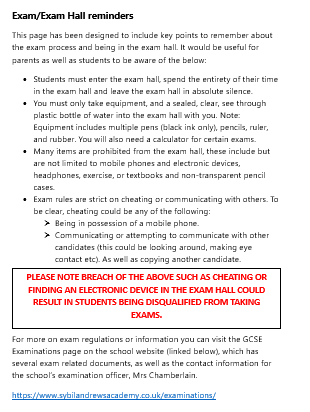 Exam/Exam Hall reminders
This page has been designed to include key points to remember about
the exam process and being in the exam hall. It would be useful for
parents as well as students to be aware of the below:
• Students must enter the exam hall, spend the entirety of their time
in the exam hall and leave the exam hall in absolute silence.
• You must only take equipment, and a sealed, clear, see through
plastic bottle of water into the exam hall with you. Note:
Equipment includes multiple pens (black ink only), pencils, ruler,
and rubber. You will also need a calculator for certain exams.
• Many items are prohibited from the exam hall, these include but
are not limited to mobile phones and electronic devices,
headphones, exercise, or textbooks and non-transparent pencil
cases.
• Exam rules are strict on cheating or communicating with others. To
be clear, cheating could be any of the following:
➢ Being in possession of a mobile phone.
➢ Communicating or attempting to communicate with other
candidates (this could be looking around, making eye
contact etc). As well as copying another candidate.
PLEASE NOTE BREACH OF THE ABOVE SUCH AS CHEATING OR
FINDING AN ELECTRONIC DEVICE IN THE EXAM HALL COULD
RESULT IN STUDENTS BEING DISQUALIFIED FROM TAKING
EXAMS.
For more on exam regulations or information you can visit the GCSE
Examinations page on the school website (linked below), which has
several exam related documents, as well as the contact information for
the school's examination officer, Mrs Chamberlain.
https://www.sybilandrewsacademy.co.uk/examinations/